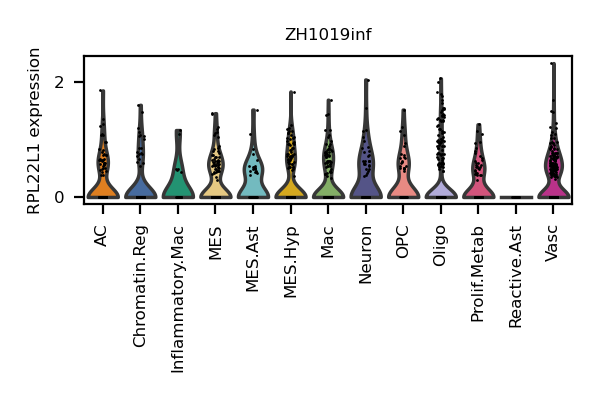 ZH1019inf
RPL22L1 expression
2
0
AC
Chromatin.Reg
Inflammatory.Mac
MES
MES.Ast
MES.Hyp
Mac
Neuron
OPC
Oligo
Prolif.Metab
Reactive.Ast
Vasc